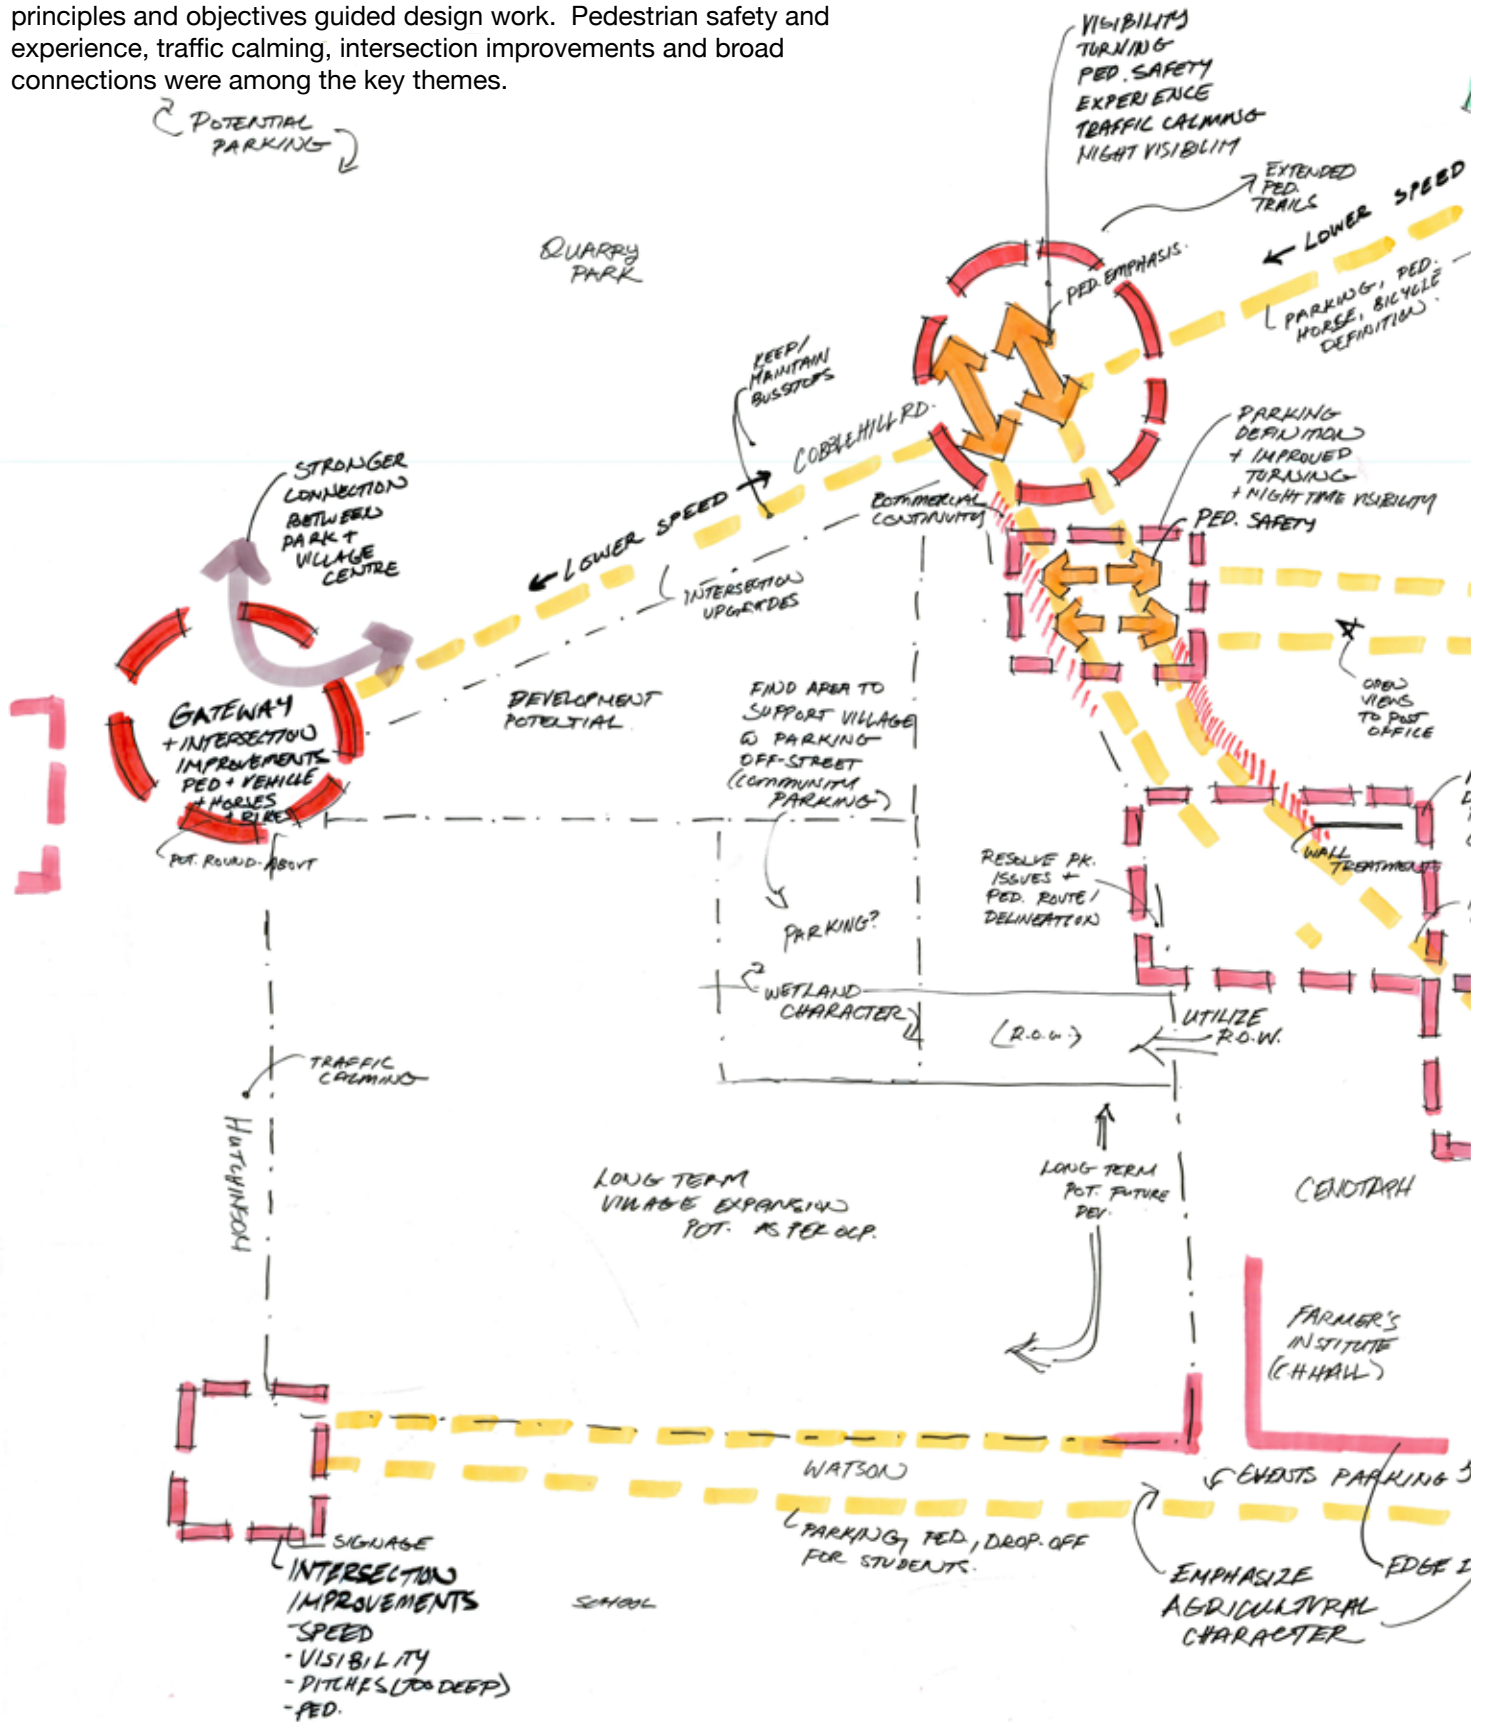 principles and objectives guided design work. Pedestrian safety and
experience, traffic calming, intersection improvements and broad
connections were among the key themes.
VISIBILITY
TURNING
PED. SAFETY
EXPERIENCE
TRAFFIC CALMING
NIGHT VISIBILITY
POTENTIAL
PARKING
EXTENDED
PED.
TRAILS
LOWER SPEED
QUARRY
PARK
PED. EMPHASIS.
PARKING, PED.
HORSE, BICYCLE
DEFINITION.
KEEP/
MAINTAIN
BUSSTOPS
COBBLEHILL RD.
PARKING
DEFINITION
+ IMPROVED
TURNING
+ NIGHT TIME VISIBILITY
PED. SAFETY
STRONGER
CONNECTION
BETWEEN
PARK +
VILLAGE
CENTRE
LOWER SPEED
COMMERCIAL
CONTINUITY
INTERSECTION
UPGRADES
OPEN
VIEWS
TO POST
OFFICE
GATEWAY
+ INTERSECTION
IMPROVEMENTS
PED + VEHICLE
+ HORSES
+ BIKE
POT. ROUND-ABOUT
DEVELOPMENT
POTENTIAL
FIND AREA TO
SUPPORT VILLAGE
PARKING
OFF-STREET
(COMMUNITY
PARKING)
WALL
TREATMENTS
RESOLVE PK.
ISSUES +
PED. ROUTE/
DELINEATION
PARKING?
WETLAND
CHARACTER
(R.O.W.)
UTILIZE
R.O.W.
TRAFFIC
CALMING
HUTCHINSON
LONG TERM
VILLAGE EXPANSION
POT. AS PER OCP.
LONG TERM
POT. FUTURE
DEV.
CENOTAPH
FARMER'S
INSTITUTE
(C.H HALL)
WATSON
EVENTS PARKING
PARKING, PED., DROP-OFF
FOR STUDENTS.
SIGNAGE
INTERSECTION
IMPROVEMENTS
-SPEED
-VISIBILITY
-DITCHES (TOO DEEP)
-PED.
SCHOOL
EMPHASIZE
AGRICULTURAL
CHARACTER
EDGE